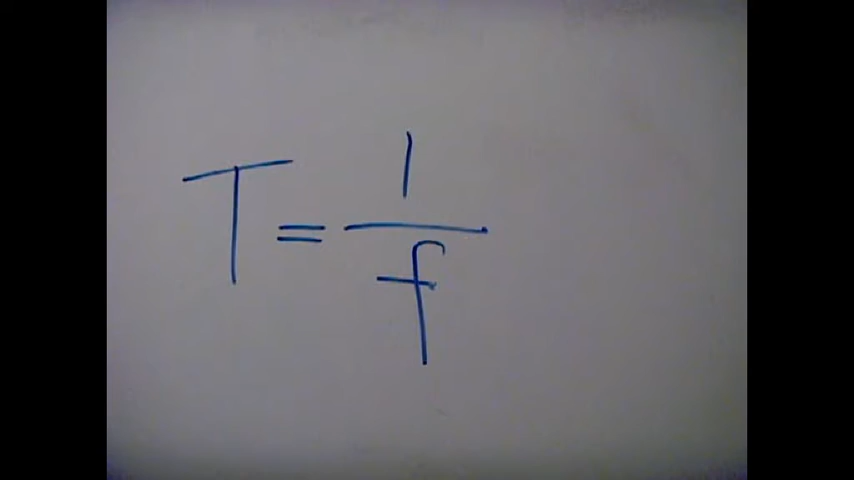 T = 1/f